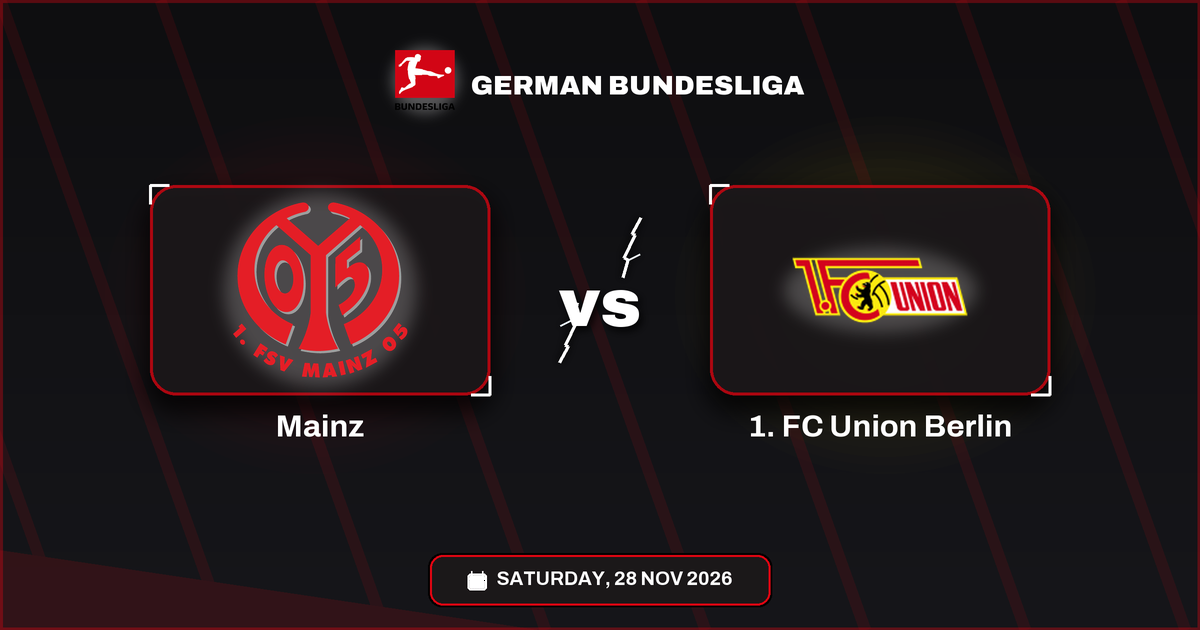 BUNDESLIGA
GERMAN BUNDESLIGA
05
1. FSV MAINZ 05
VS
1.FC UNION
Mainz
1. FC Union Berlin
SATURDAY, 28 NOV 2026